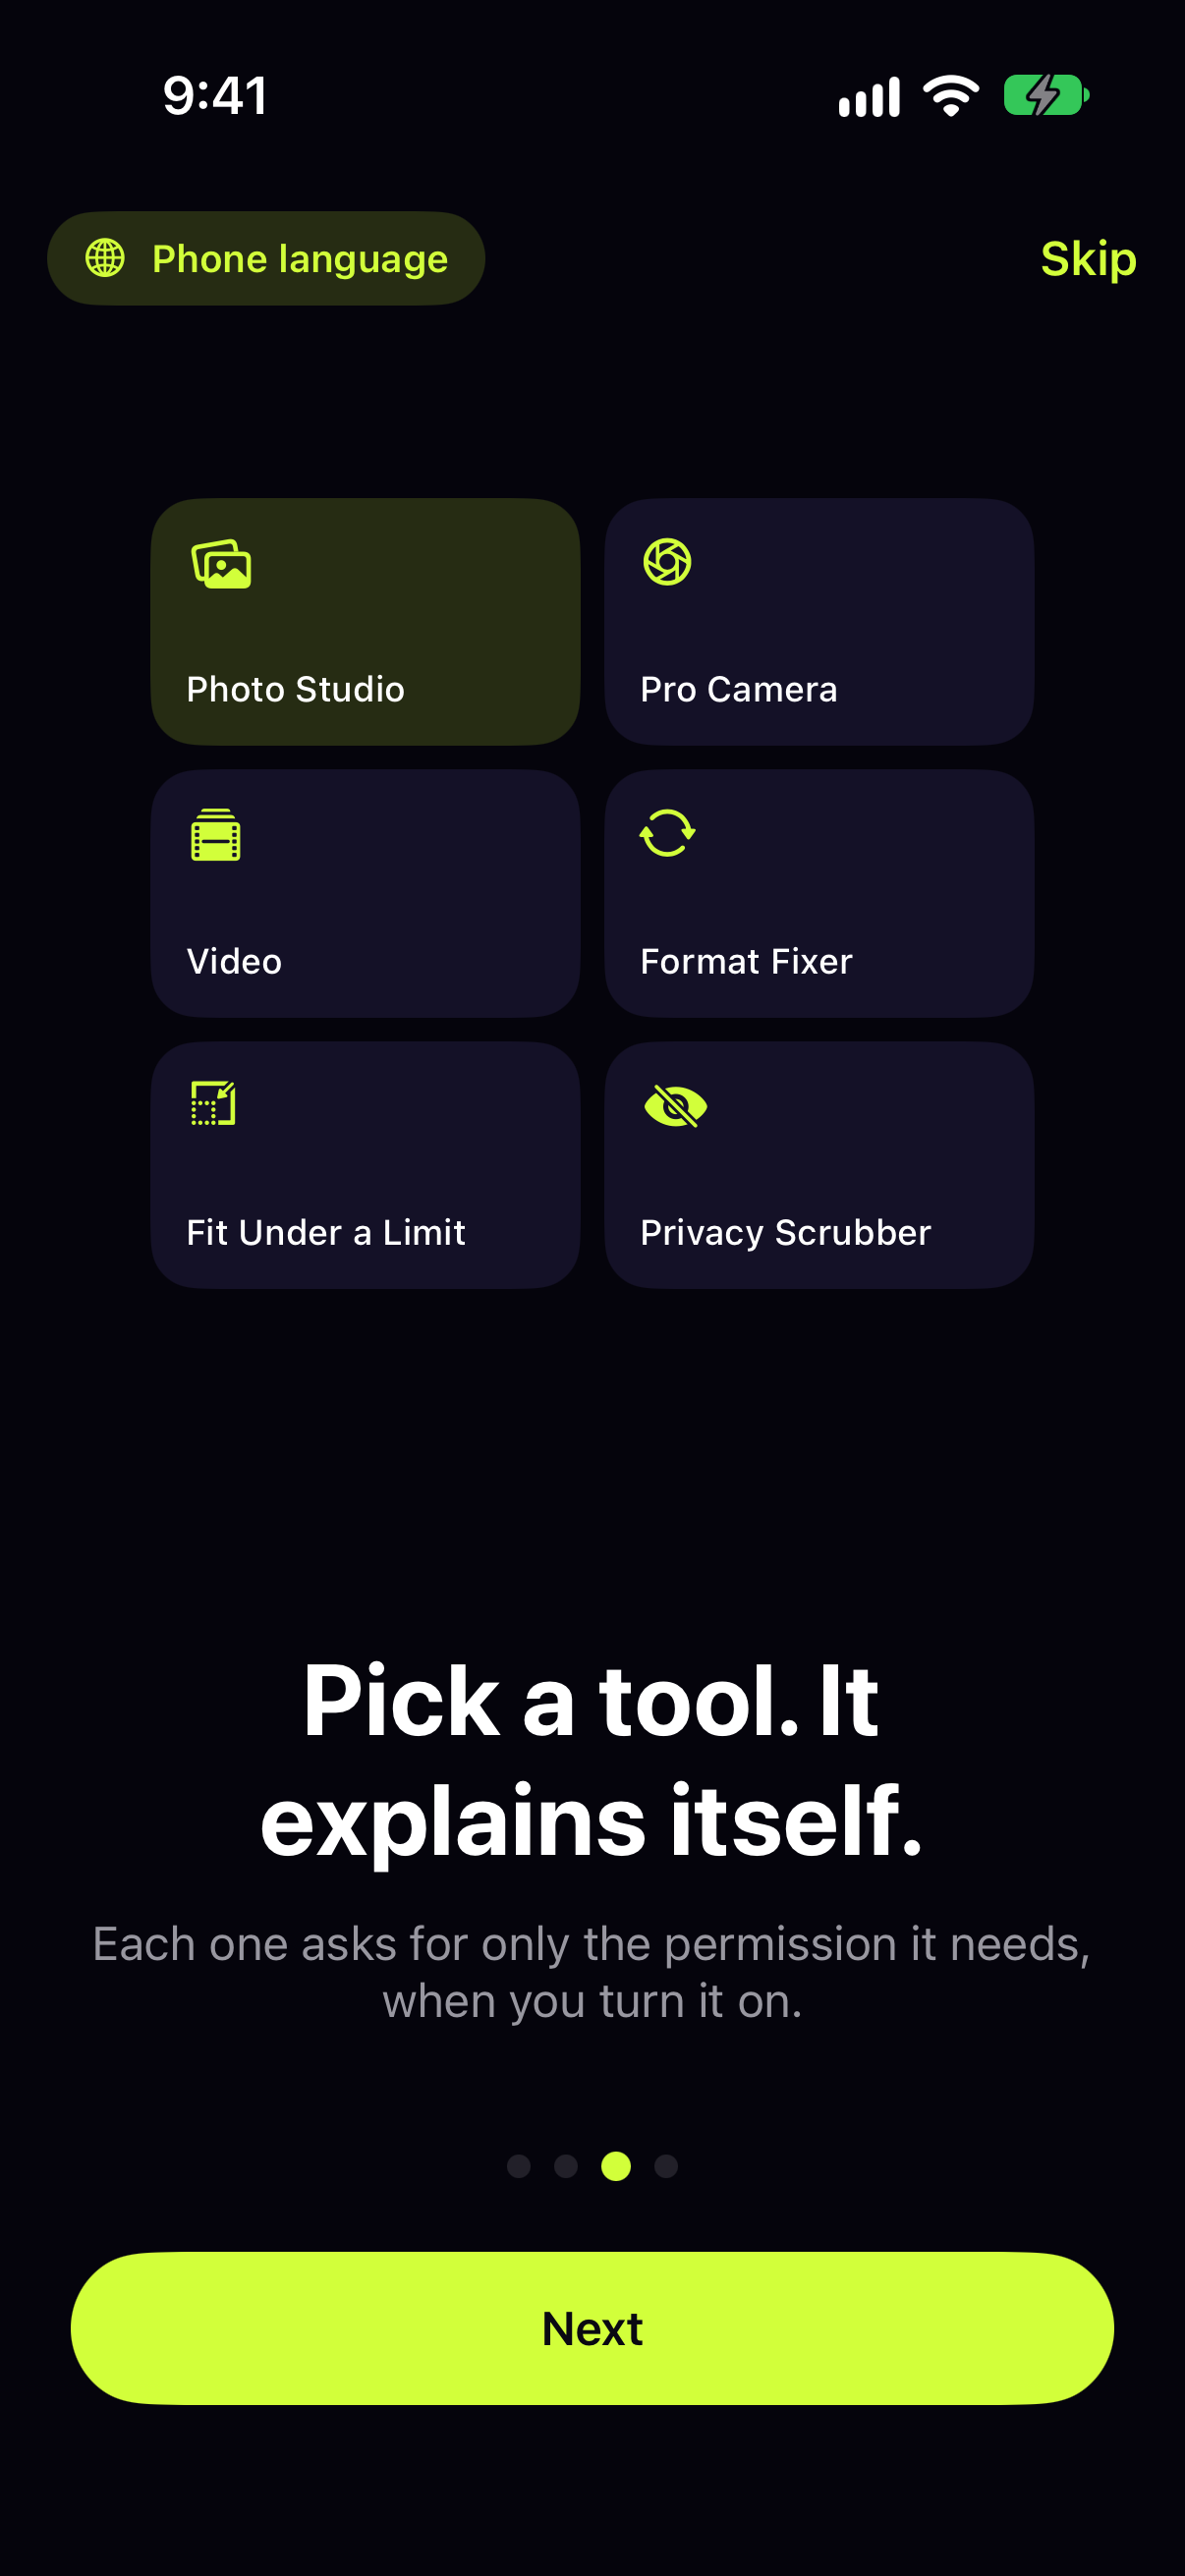 9:41
Phone language
Skip
Photo Studio
Pro Camera
Video
Format Fixer
Fit Under a Limit
Privacy Scrubber
Pick a tool. It
explains itself.
Each one asks for only the permission it needs,
when you turn it on.
Next